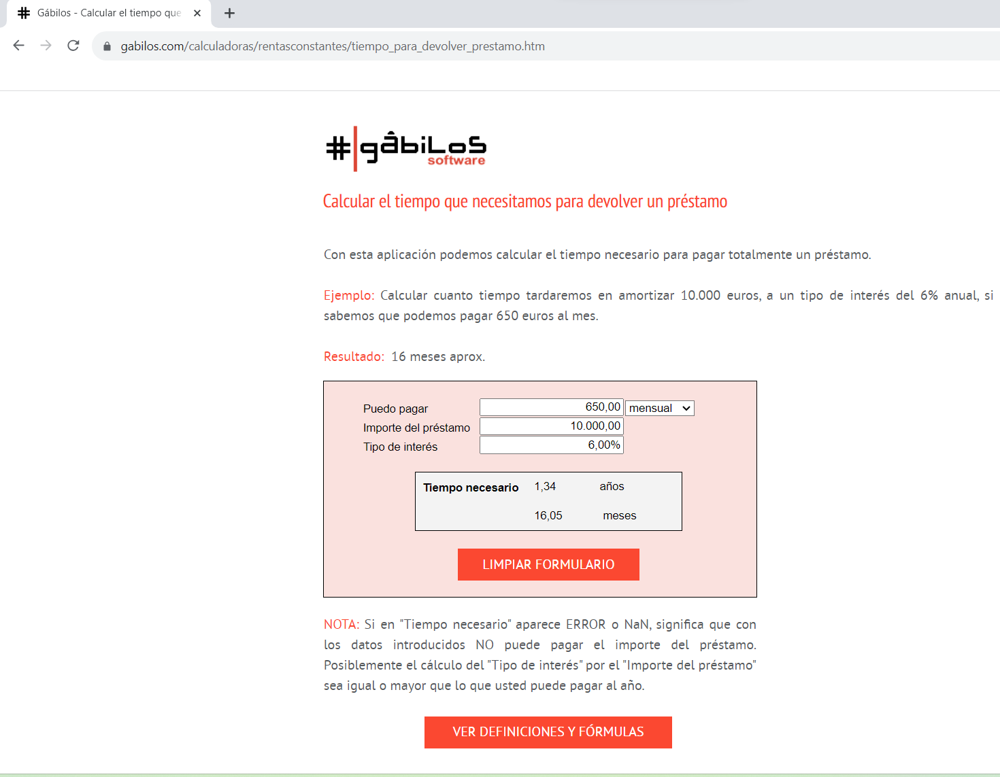 Gábilos - Calcular el tiempo que
gabilos.com/calculadoras/rentasconstantes/tiempo_para_devolver_prestamo.htm
#gâbiLoS
software
Calcular el tiempo que necesitamos para devolver un préstamo
Con esta aplicación podemos calcular el tiempo necesario para pagar totalmente un préstamo.
Ejemplo: Calcular cuanto tiempo tardaremos en amortizar 10.000 euros, a un tipo de interés del 6% anual, si
sabemos que podemos pagar 650 euros al mes.
Resultado: 16 meses aprox.
Puedo pagar 650,00 mensual
Importe del préstamo 10.000,00
Tipo de interés 6,00%
Tiempo necesario 1,34 años
16,05 meses
LIMPIAR FORMULARIO
NOTA: Si en "Tiempo necesario" aparece ERROR o NaN, significa que con
los datos introducidos NO puede pagar el importe del préstamo.
Posiblemente el cálculo del "Tipo de interés" por el "Importe del préstamo"
sea igual o mayor que lo que usted puede pagar al año.
VER DEFINICIONES Y FÓRMULAS